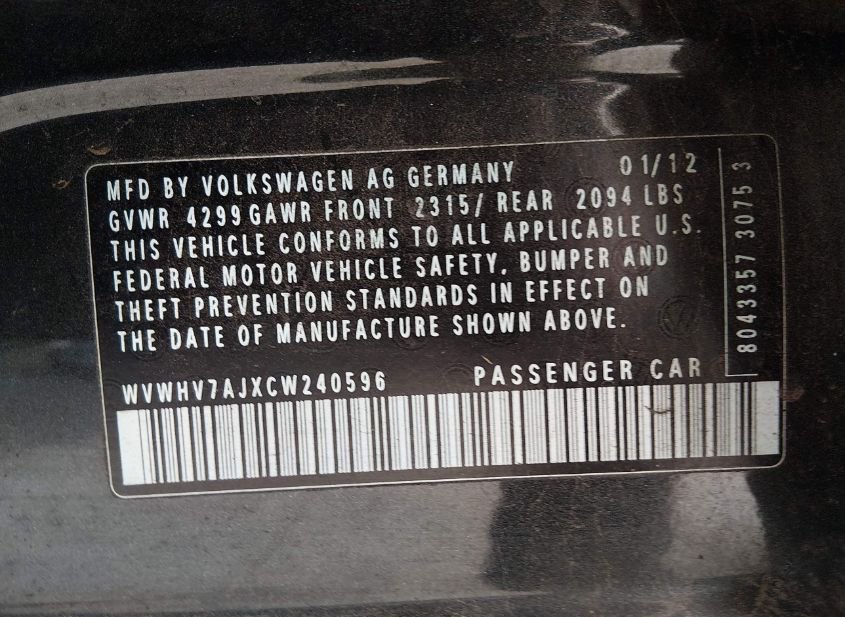 MFD BY VOLKSWAGEN AG GERMANY 01/12
GVWR 4299 GAWR FRONT 2315/ REAR 2094 LBS
THIS VEHICLE CONFORMS TO ALL APPLICABLE U.S.
FEDERAL MOTOR VEHICLE SAFETY, BUMPER AND
THEFT PREVENTION STANDARDS IN EFFECT ON
THE DATE OF MANUFACTURE SHOWN ABOVE.
WVWHV7AJXCW240596 PASSENGER CAR
8043357 3075 3